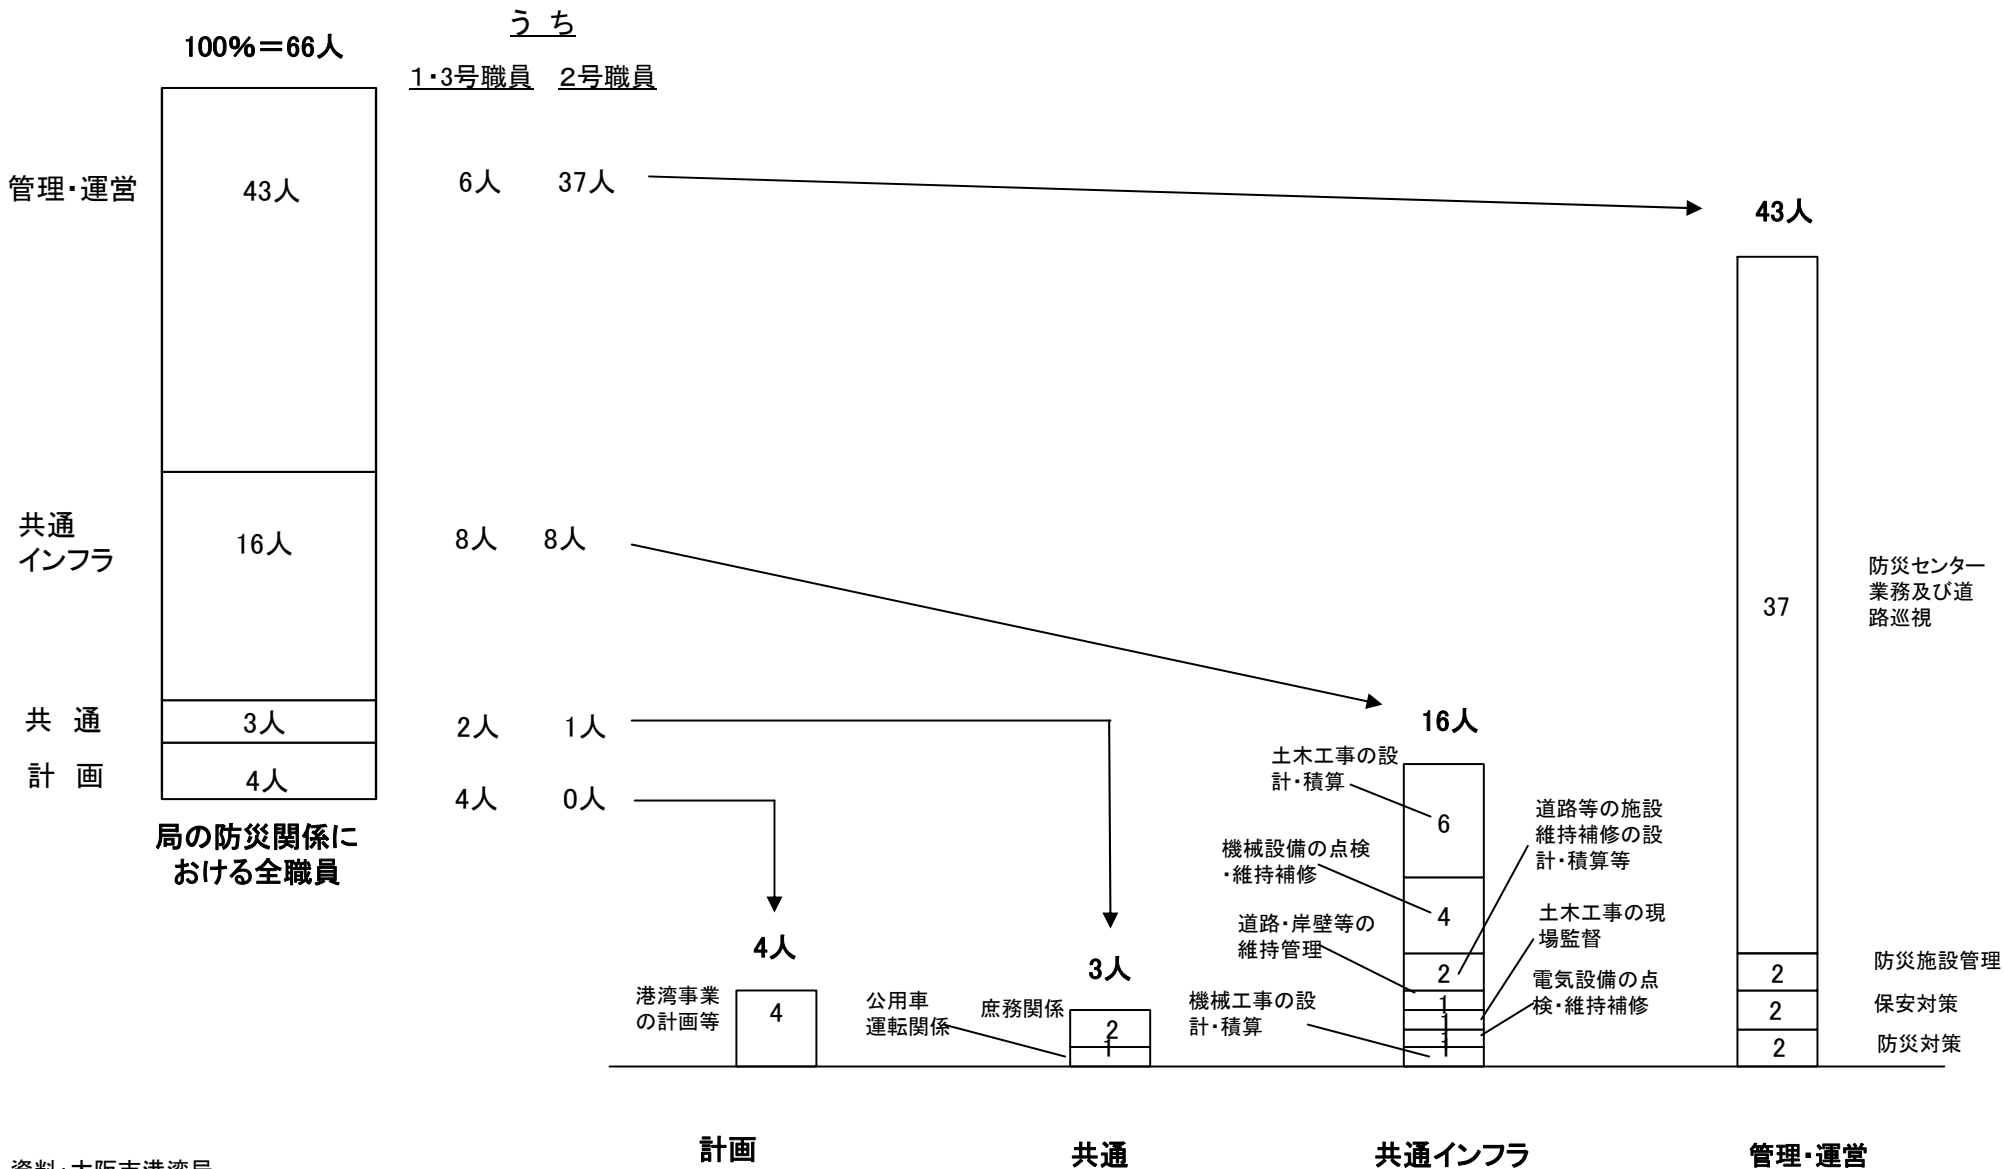 う ち
100%＝66人
1・3号職員 2号職員
管理・運営 43人 6人 37人
43人
共通
インフラ
16人 8人 8人
共 通 3人 2人 1人
計 画 4人 4人 0人
局の防災関係に
おける全職員
4人
港湾事業
の計画等
4
3人
公用車
運転関係
庶務関係
2
1
16人
土木工事の設
計・積算
6
機械設備の点検
・維持補修
4
道路等の施設
維持補修の設
計・積算等
2
道路・岸壁等の
維持管理
1
土木工事の現
場監督
1
電気設備の点
検・維持補修
1
機械工事の設
計・積算
1
43人
37
防災センター
業務及び道
路巡視
2 防災施設管理
2 保安対策
2 防災対策
計画 共通 共通インフラ 管理・運営
資料：大阪市港湾局